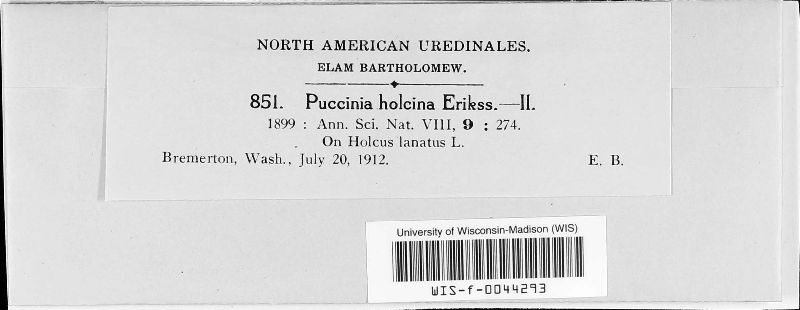 NORTH AMERICAN UREDINALES.
ELAM BARTHOLOMEW.
851. Puccinia holcina Erikss.—II.
1899 : Ann. Sci. Nat. VIII, 9 : 274.
On Holcus lanatus L.
Bremerton, Wash., July 20, 1912. E. B.
University of Wisconsin-Madison (WIS)
WIS-f-0044293